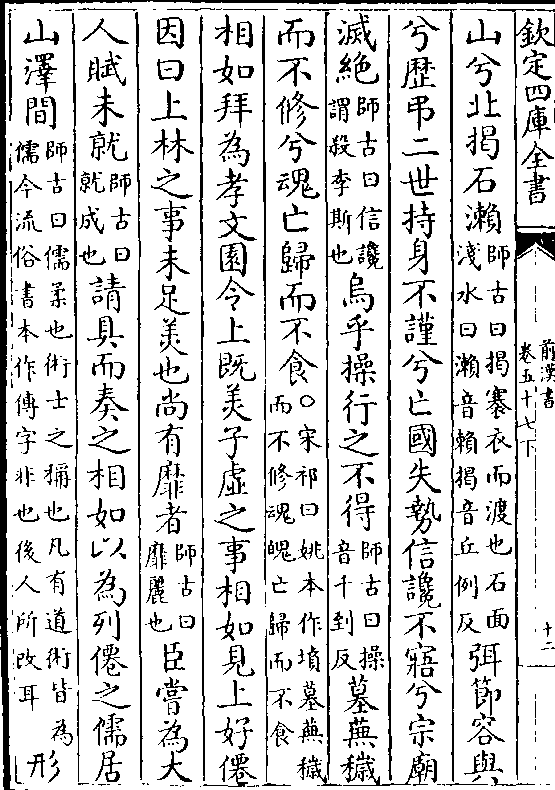 欽定四庫全書
前漢書
卷五十七下
十二
山兮北揭石瀨師古曰揭褰衣而渡也石面淺水曰瀨音賴揭音丘例反弭節容與
兮歴弔二世持身不謹兮亡國失勢信讒不寤兮宗廟
滅絶師古曰信讒謂殺李斯也烏乎操行之不得師古曰操音千到反墓蕪穢
而不修兮魂亡歸而不食○宋祁曰姚本作墳墓蕪穢而不修魂魄亡歸而不食
相如拜為孝文園令上既羙子虛之事相如見上好僊
因曰上林之事未足羙也尚有靡者師古曰靡麗也臣嘗為大
人賦未就師古曰就成也請具而奏之相如以為列僊之儒居
山澤間師古曰儒柔也術士之稱也凡有道術皆為儒今流俗書本作傳字非也後人所改耳形